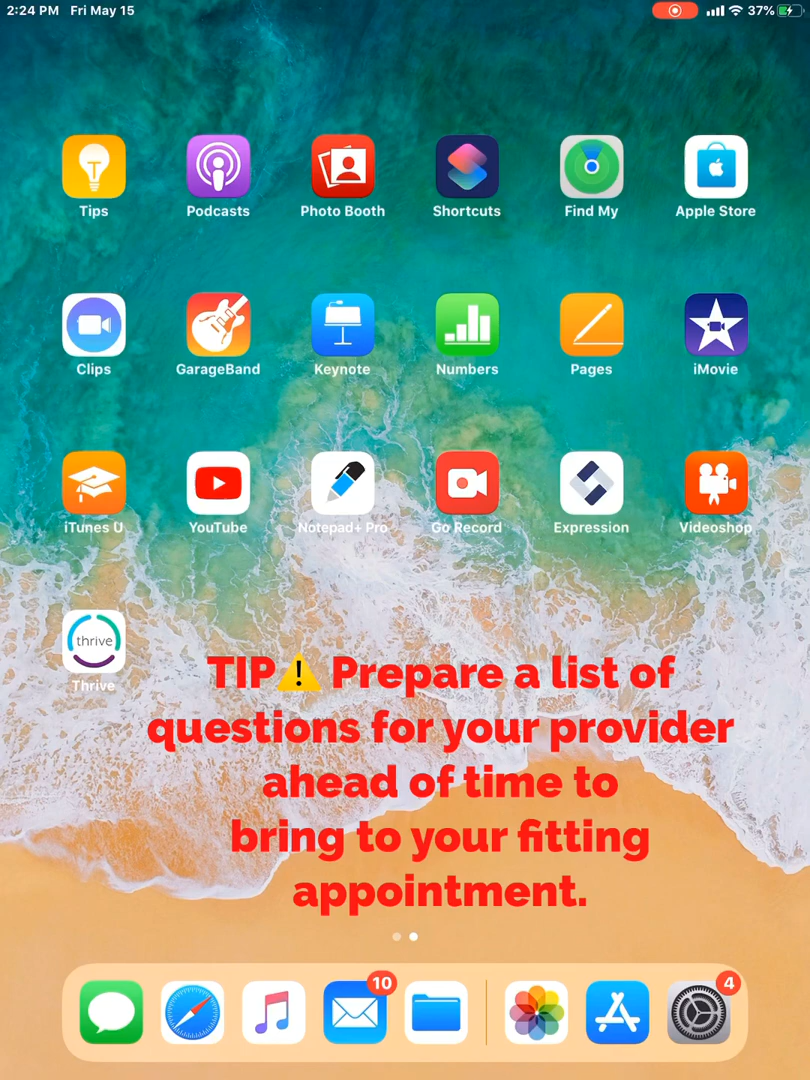 2:24 PM Fri May 15 37%
Tips Podcasts Photo Booth Shortcuts Find My Apple Store
Clips GarageBand Keynote Numbers Pages iMovie
iTunes U YouTube Notepad+ Pro Go Record Expression Videoshop
thrive
Thrive
TIP⚠️ Prepare a list of
questions for your provider
ahead of time to
bring to your fitting
appointment.
10 4